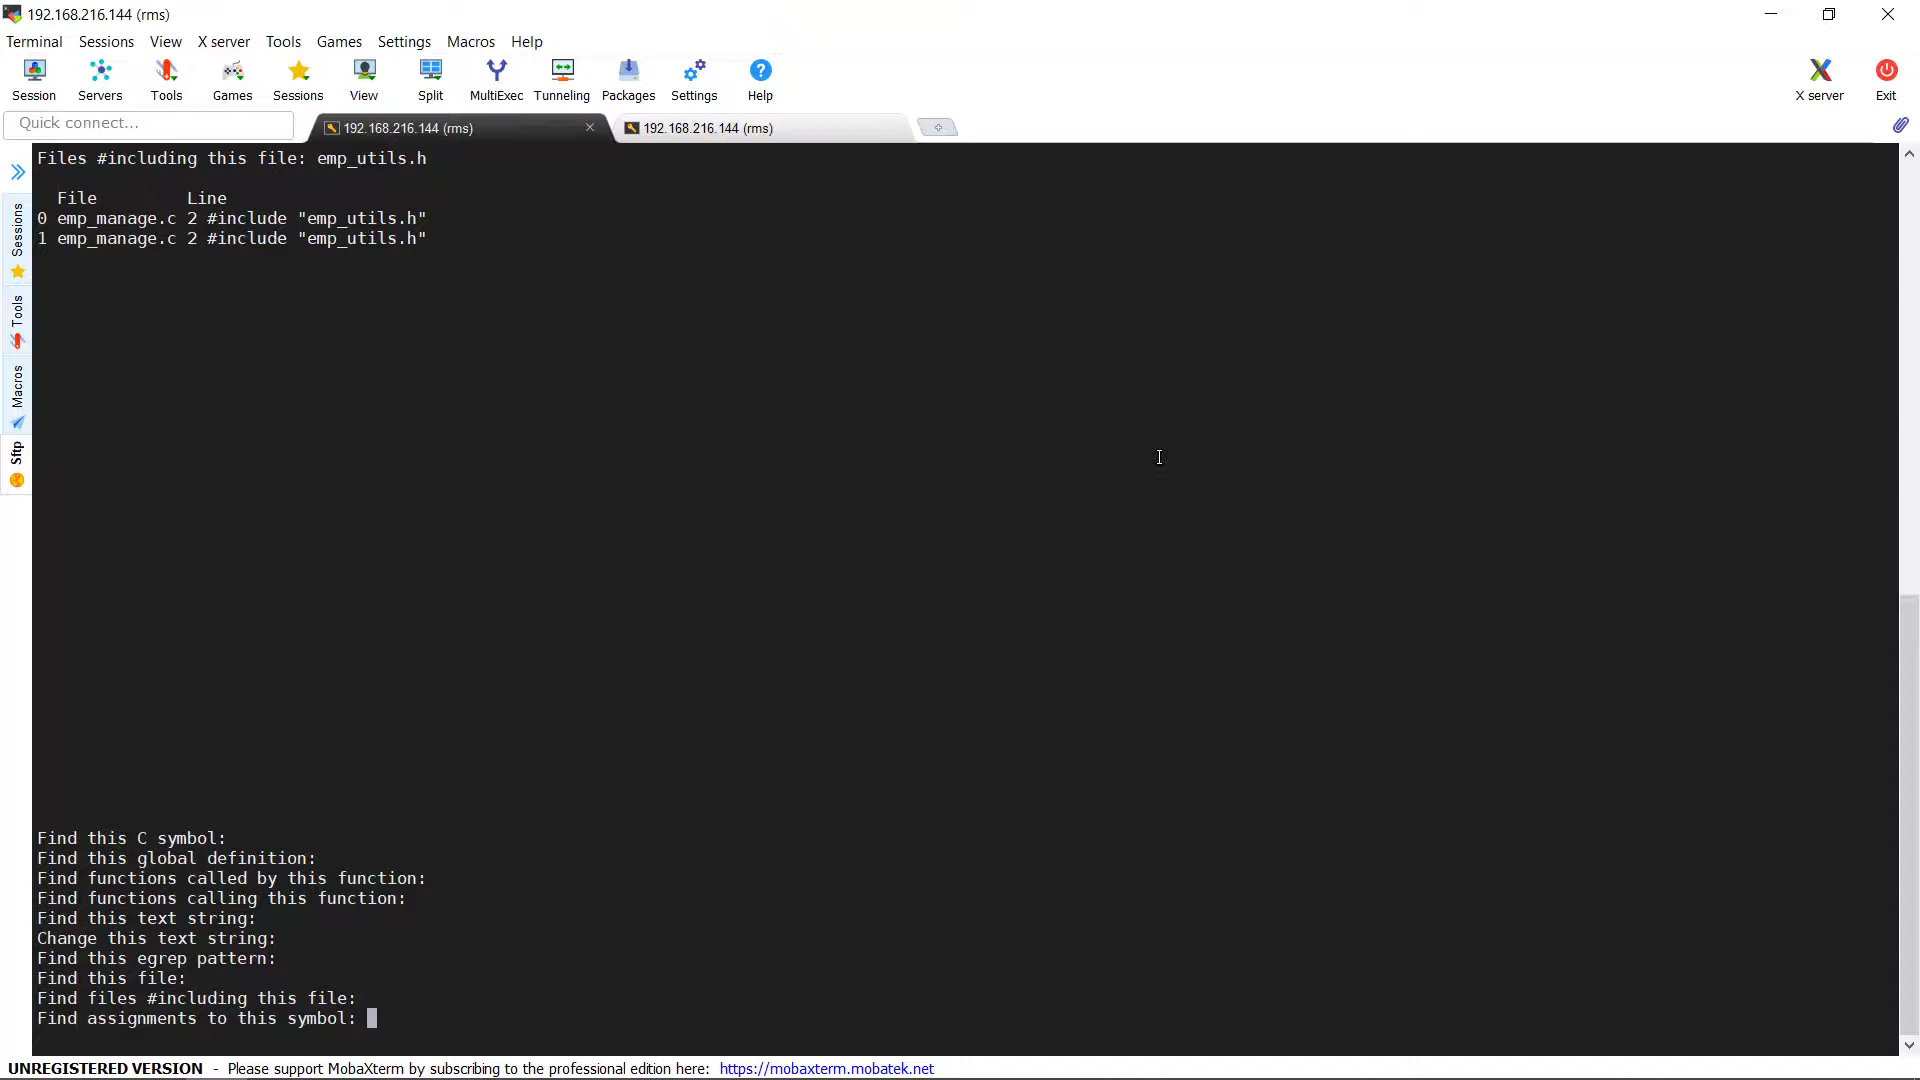 192.168.216.144 (rms)
Terminal Sessions View X server Tools Games Settings Macros Help
Session Servers Tools Games Sessions View Split MultiExec Tunneling Packages Settings Help X server Exit
Quick connect... 192.168.216.144 (rms) 192.168.216.144 (rms)
Sessions
Tools
Macros
Sftp
Files #including this file: emp_utils.h
File Line
0 emp_manage.c 2 #include "emp_utils.h"
1 emp_manage.c 2 #include "emp_utils.h"
Find this C symbol:
Find this global definition:
Find functions called by this function:
Find functions calling this function:
Find this text string:
Change this text string:
Find this egrep pattern:
Find this file:
Find files #including this file:
Find assignments to this symbol:
UNREGISTERED VERSION - Please support MobaXterm by subscribing to the professional edition here: https://mobaxterm.mobatek.net